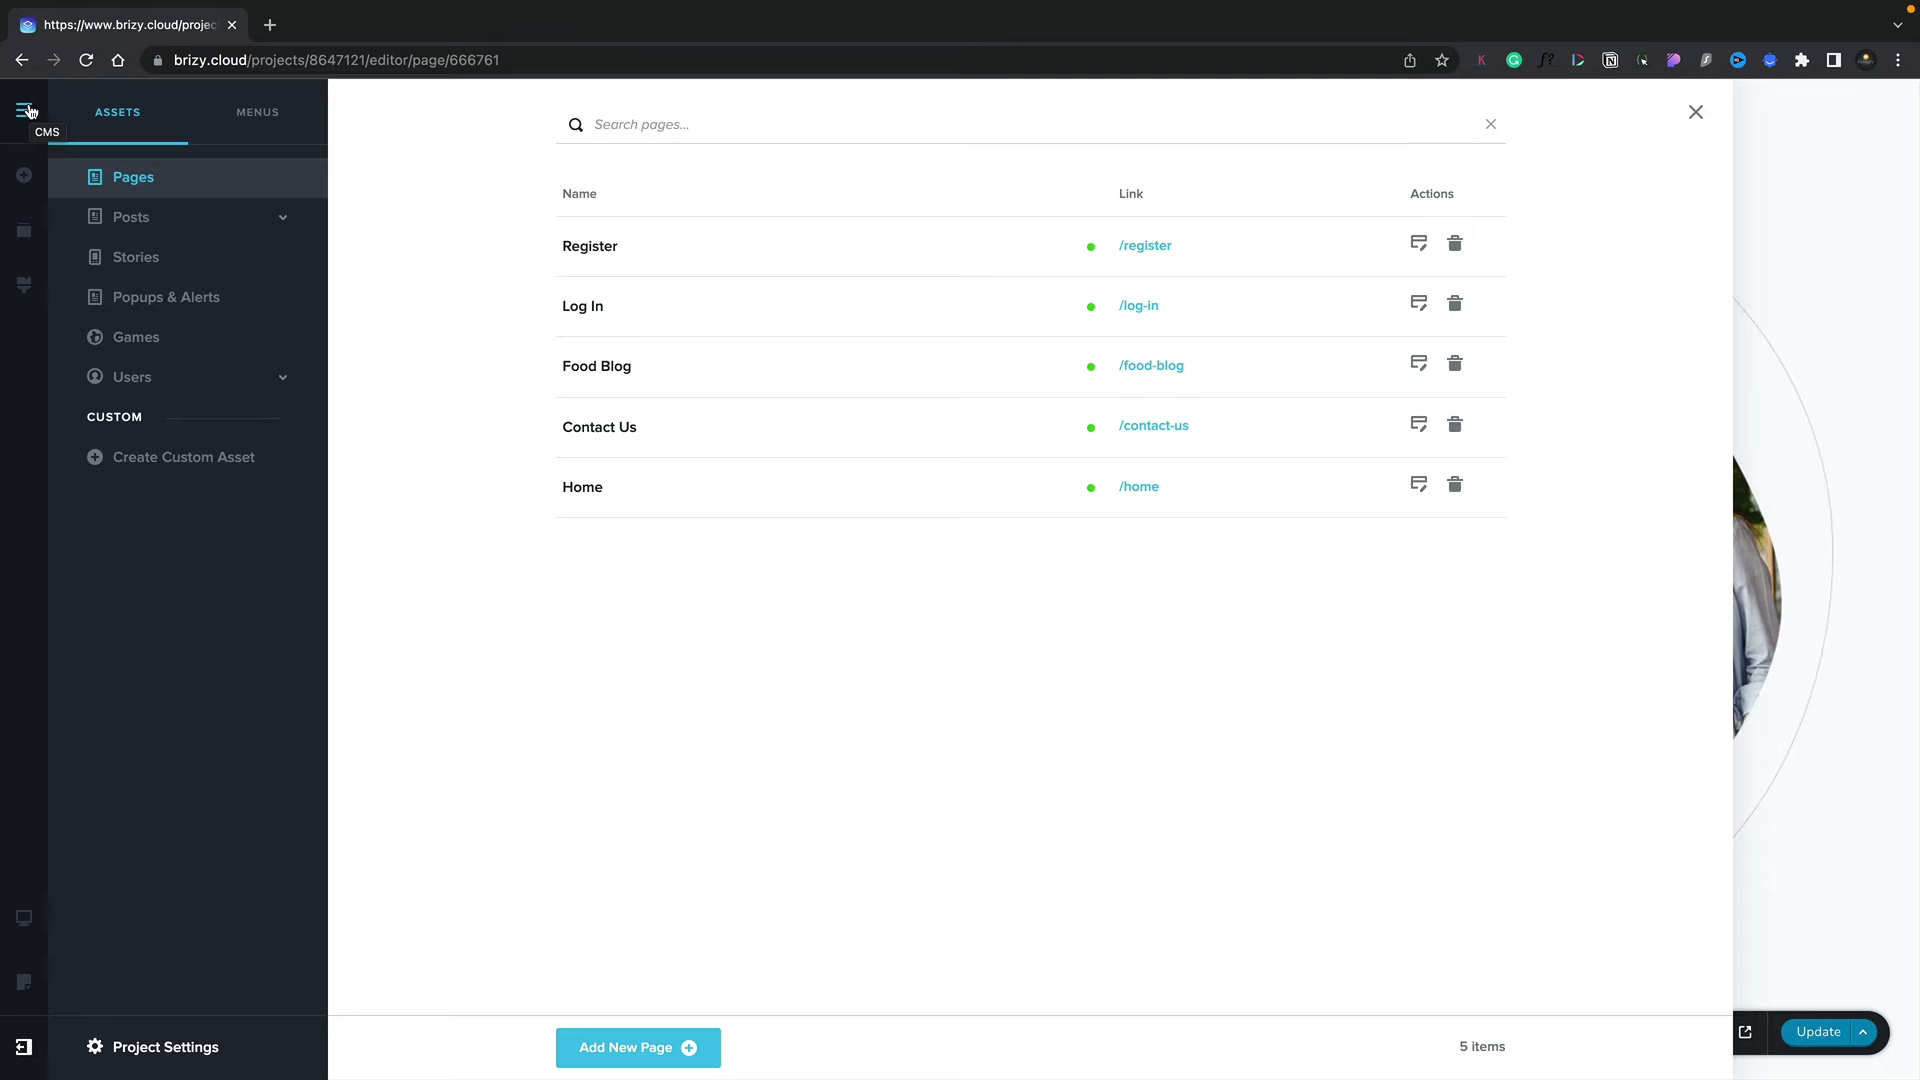 https://www.brizy.cloud/projec
brizy.cloud/projects/8647121/editor/page/666761
CMS
ASSETS
MENUS
Pages
Posts
Stories
Popups & Alerts
Games
Users
CUSTOM
Create Custom Asset
Project Settings
Search pages...
Name Link Actions
Register /register
Log In /log-in
Food Blog /food-blog
Contact Us /contact-us
Home /home
Add New Page
5 items
Update